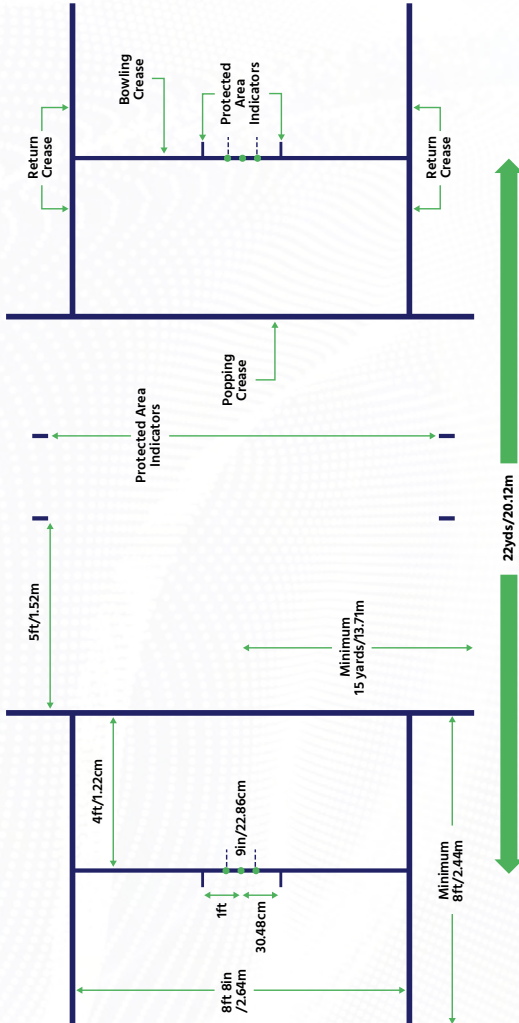 Bowling
Crease
Protected
Area
Indicators
Return
Crease
Return
Crease
Popping
Crease
Protected Area
Indicators
22yds/20.12m
5ft/1.52m
Minimum
15 yards/13.71m
4ft/1.22cm
9in/22.86cm
Minimum
8ft/2.44m
1ft
30.48cm
8ft 8in
/2.64m